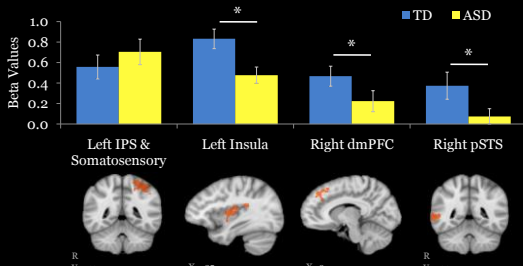 TD ASD
*
*
*
Beta Values
1.0
0.8
0.6
0.4
0.2
0.0
Left IPS &
Somatosensory
Left Insula
Right dmPFC
Right pSTS
R
R